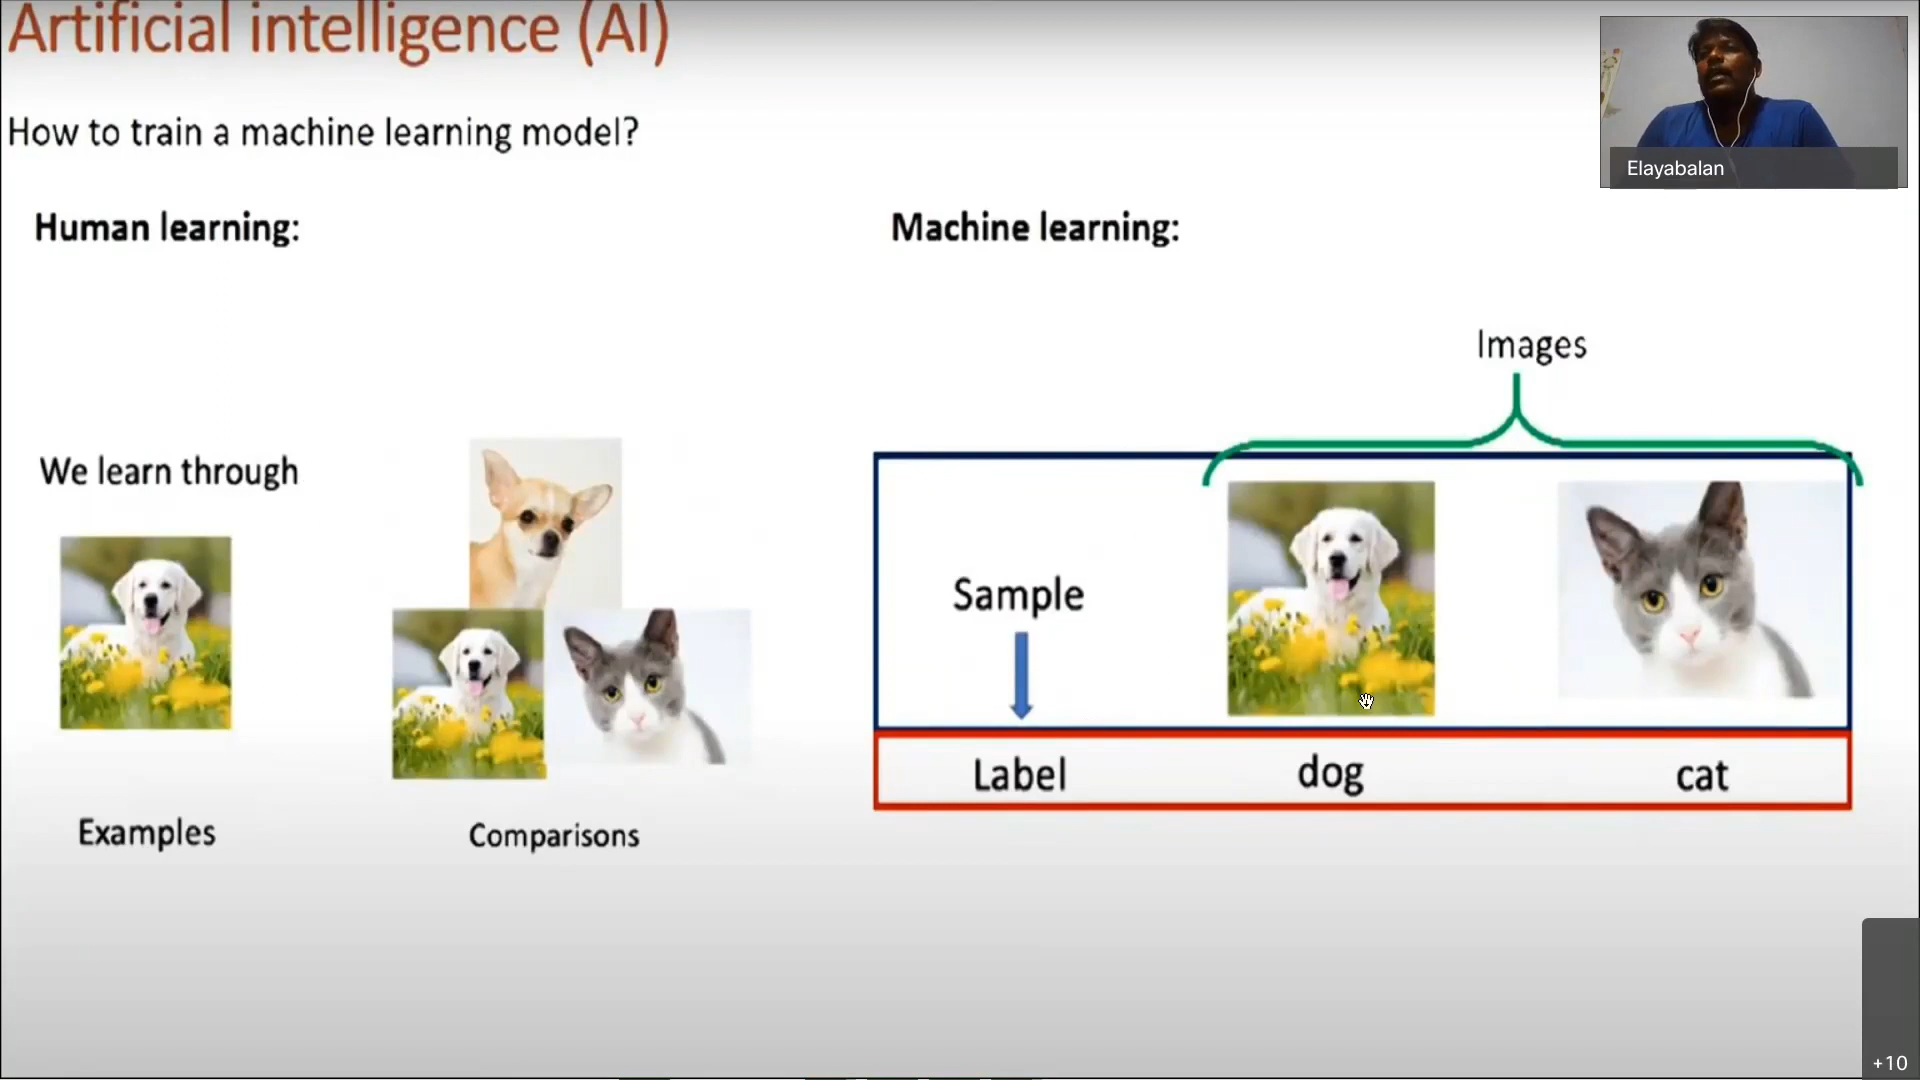 Artificial intelligence (AI)
How to train a machine learning model?
Elayabalan
Human learning:
Machine learning:
Images
We learn through
Sample
Label
dog
cat
Examples
Comparisons
+10